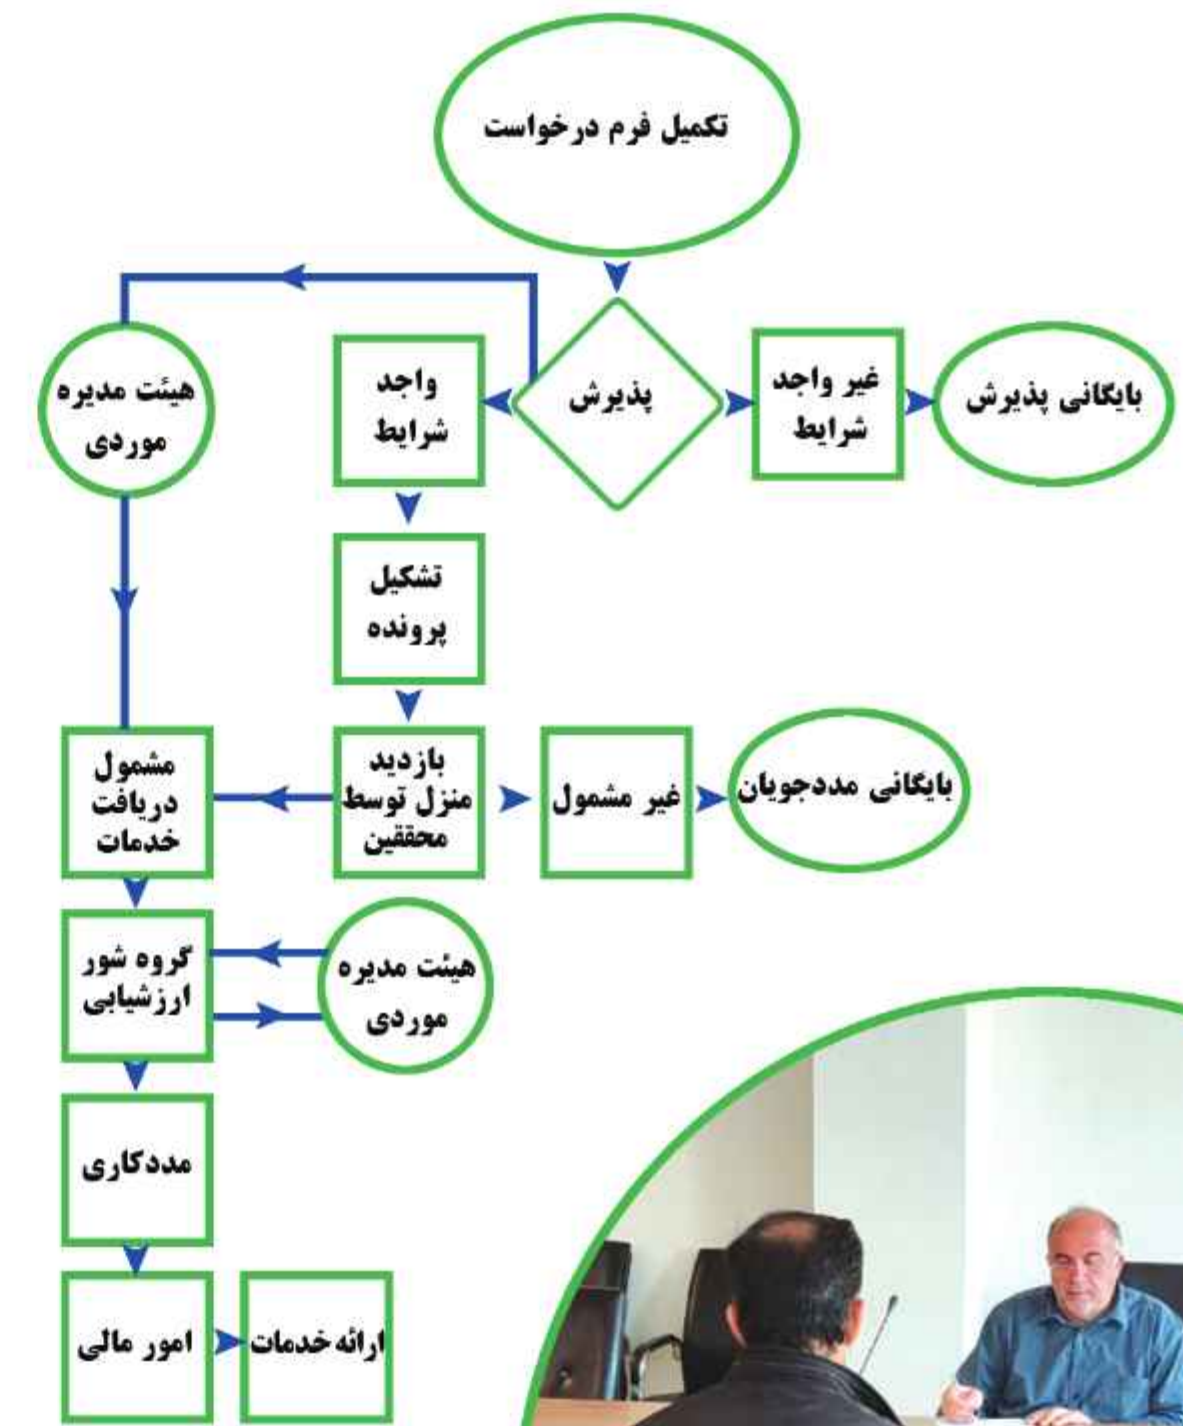 تکمیل فرم درخواست
پذیرش
غیر واجد
شرایط
بایگانی پذیرش
واجد
شرایط
هیئت مدیره
موردی
تشکیل
پرونده
بازدید
منزل توسط
محققین
غیر مشمول
بایگانی مددجویان
مشمول
دریافت
خدمات
گروه شور
ارزشیابی
هیئت مدیره
موردی
مددکاری
امور مالی
ارائه خدمات